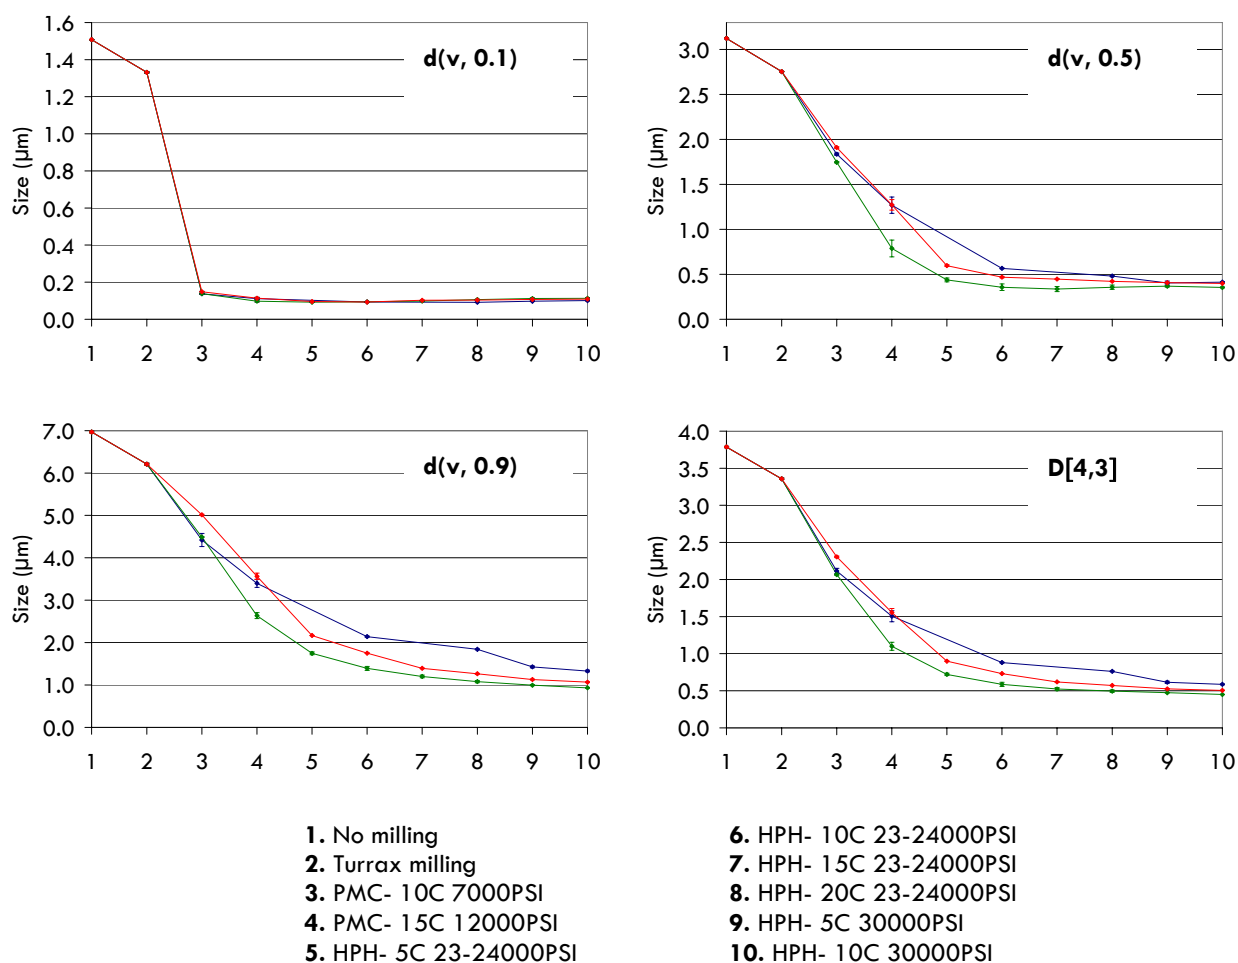 1.6
1.4
1.2
1.0
0.8
0.6
0.4
0.2
0.0
Size (µm)
d(v, 0.1)
1 2 3 4 5 6 7 8 9 10
3.0
2.5
2.0
1.5
1.0
0.5
0.0
Size (µm)
d(v, 0.5)
1 2 3 4 5 6 7 8 9 10
7.0
6.0
5.0
4.0
3.0
2.0
1.0
0.0
Size (µm)
d(v, 0.9)
1 2 3 4 5 6 7 8 9 10
4.0
3.5
3.0
2.5
2.0
1.5
1.0
0.5
0.0
Size (µm)
D[4,3]
1 2 3 4 5 6 7 8 9 10
1. No milling
2. Turrax milling
3. PMC- 10C 7000PSI
4. PMC- 15C 12000PSI
5. HPH- 5C 23-24000PSI
6. HPH- 10C 23-24000PSI
7. HPH- 15C 23-24000PSI
8. HPH- 20C 23-24000PSI
9. HPH- 5C 30000PSI
10. HPH- 10C 30000PSI